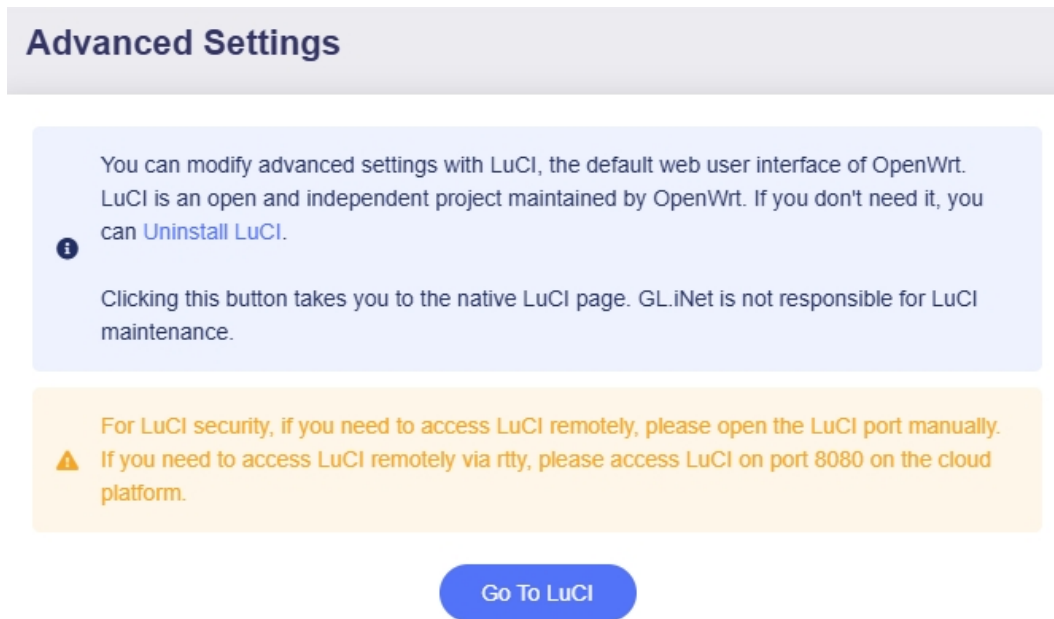 Advanced Settings
You can modify advanced settings with LuCI, the default web user interface of OpenWrt.
LuCI is an open and independent project maintained by OpenWrt. If you don't need it, you
can Uninstall LuCI.
Clicking this button takes you to the native LuCI page. GL.iNet is not responsible for LuCI
maintenance.
For LuCI security, if you need to access LuCI remotely, please open the LuCI port manually.
If you need to access LuCI remotely via rtty, please access LuCI on port 8080 on the cloud
platform.
Go To LuCI